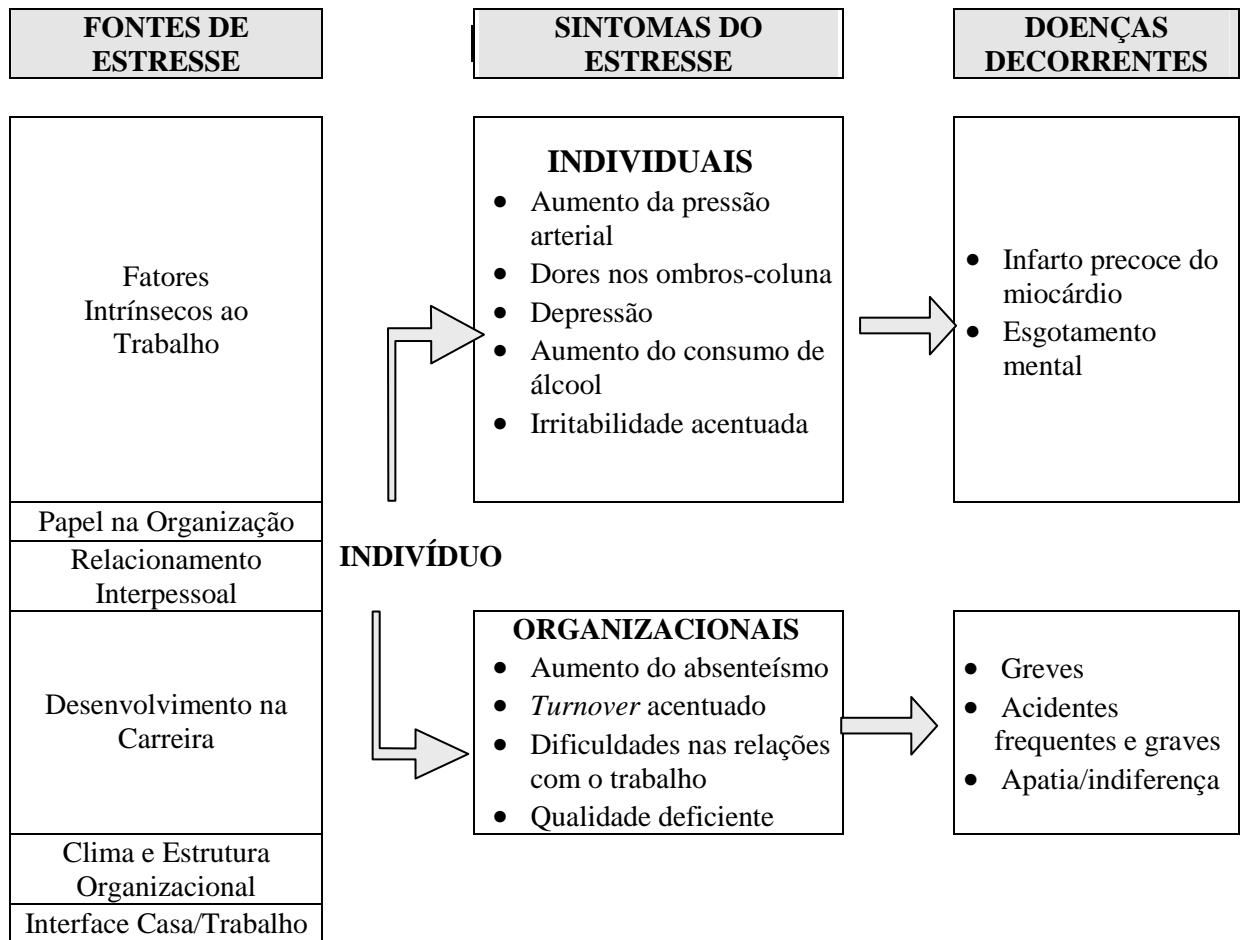 FONTES DE
ESTRESSE
SINTOMAS DO
ESTRESSE
DOENÇAS
DECORRENTES
Fatores
Intrínsecos ao
Trabalho
Papel na Organização
Relacionamento
Interpessoal
Desenvolvimento na
Carreira
Clima e Estrutura
Organizacional
Interface Casa/Trabalho
INDIVÍDUO
INDIVIDUAIS
• Aumento da pressão
arterial
• Dores nos ombros-coluna
• Depressão
• Aumento do consumo de
álcool
• Irritabilidade acentuada
ORGANIZACIONAIS
• Aumento do absenteísmo
• Turnover acentuado
• Dificuldades nas relações
com o trabalho
• Qualidade deficiente
• Infarto precoce do
miocárdio
• Esgotamento
mental
• Greves
• Acidentes
frequentes e graves
• Apatia/indiferença